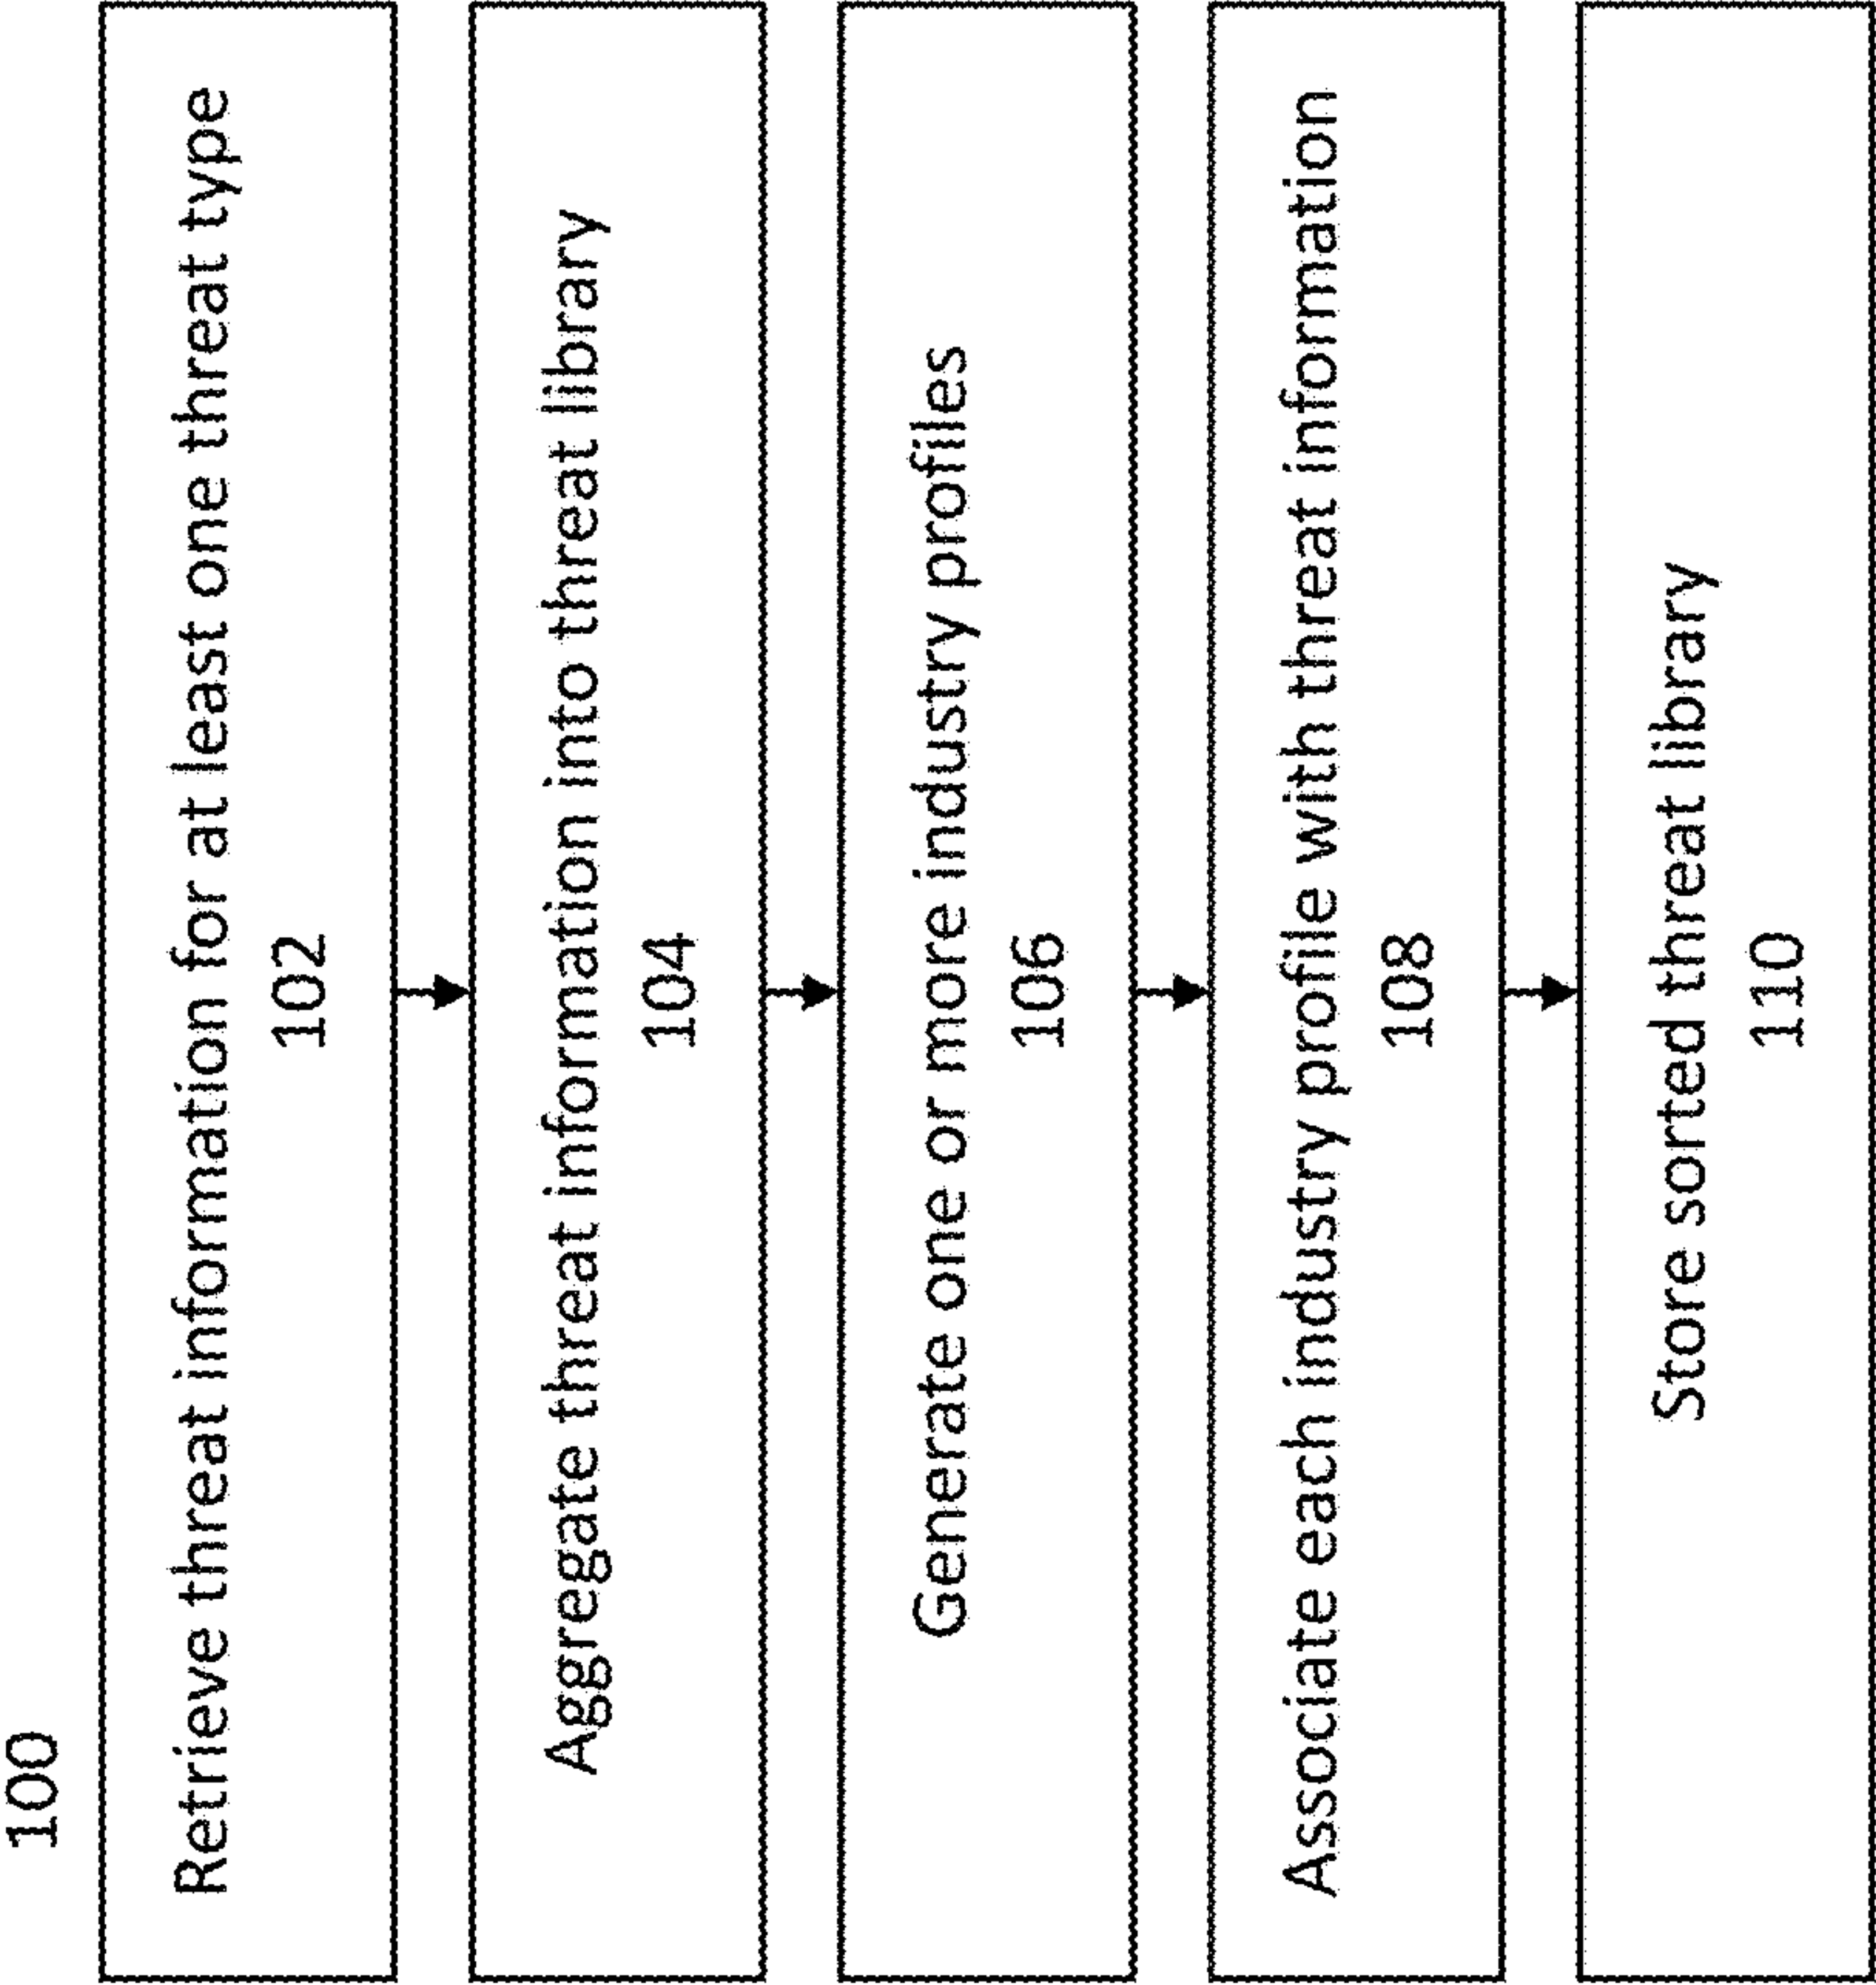 100
Retrieve threat information for at least one threat type
102
Aggregate threat information into threat library
104
Generate one or more industry profiles
106
Associate each industry profile with threat information
108
Store sorted threat library
110